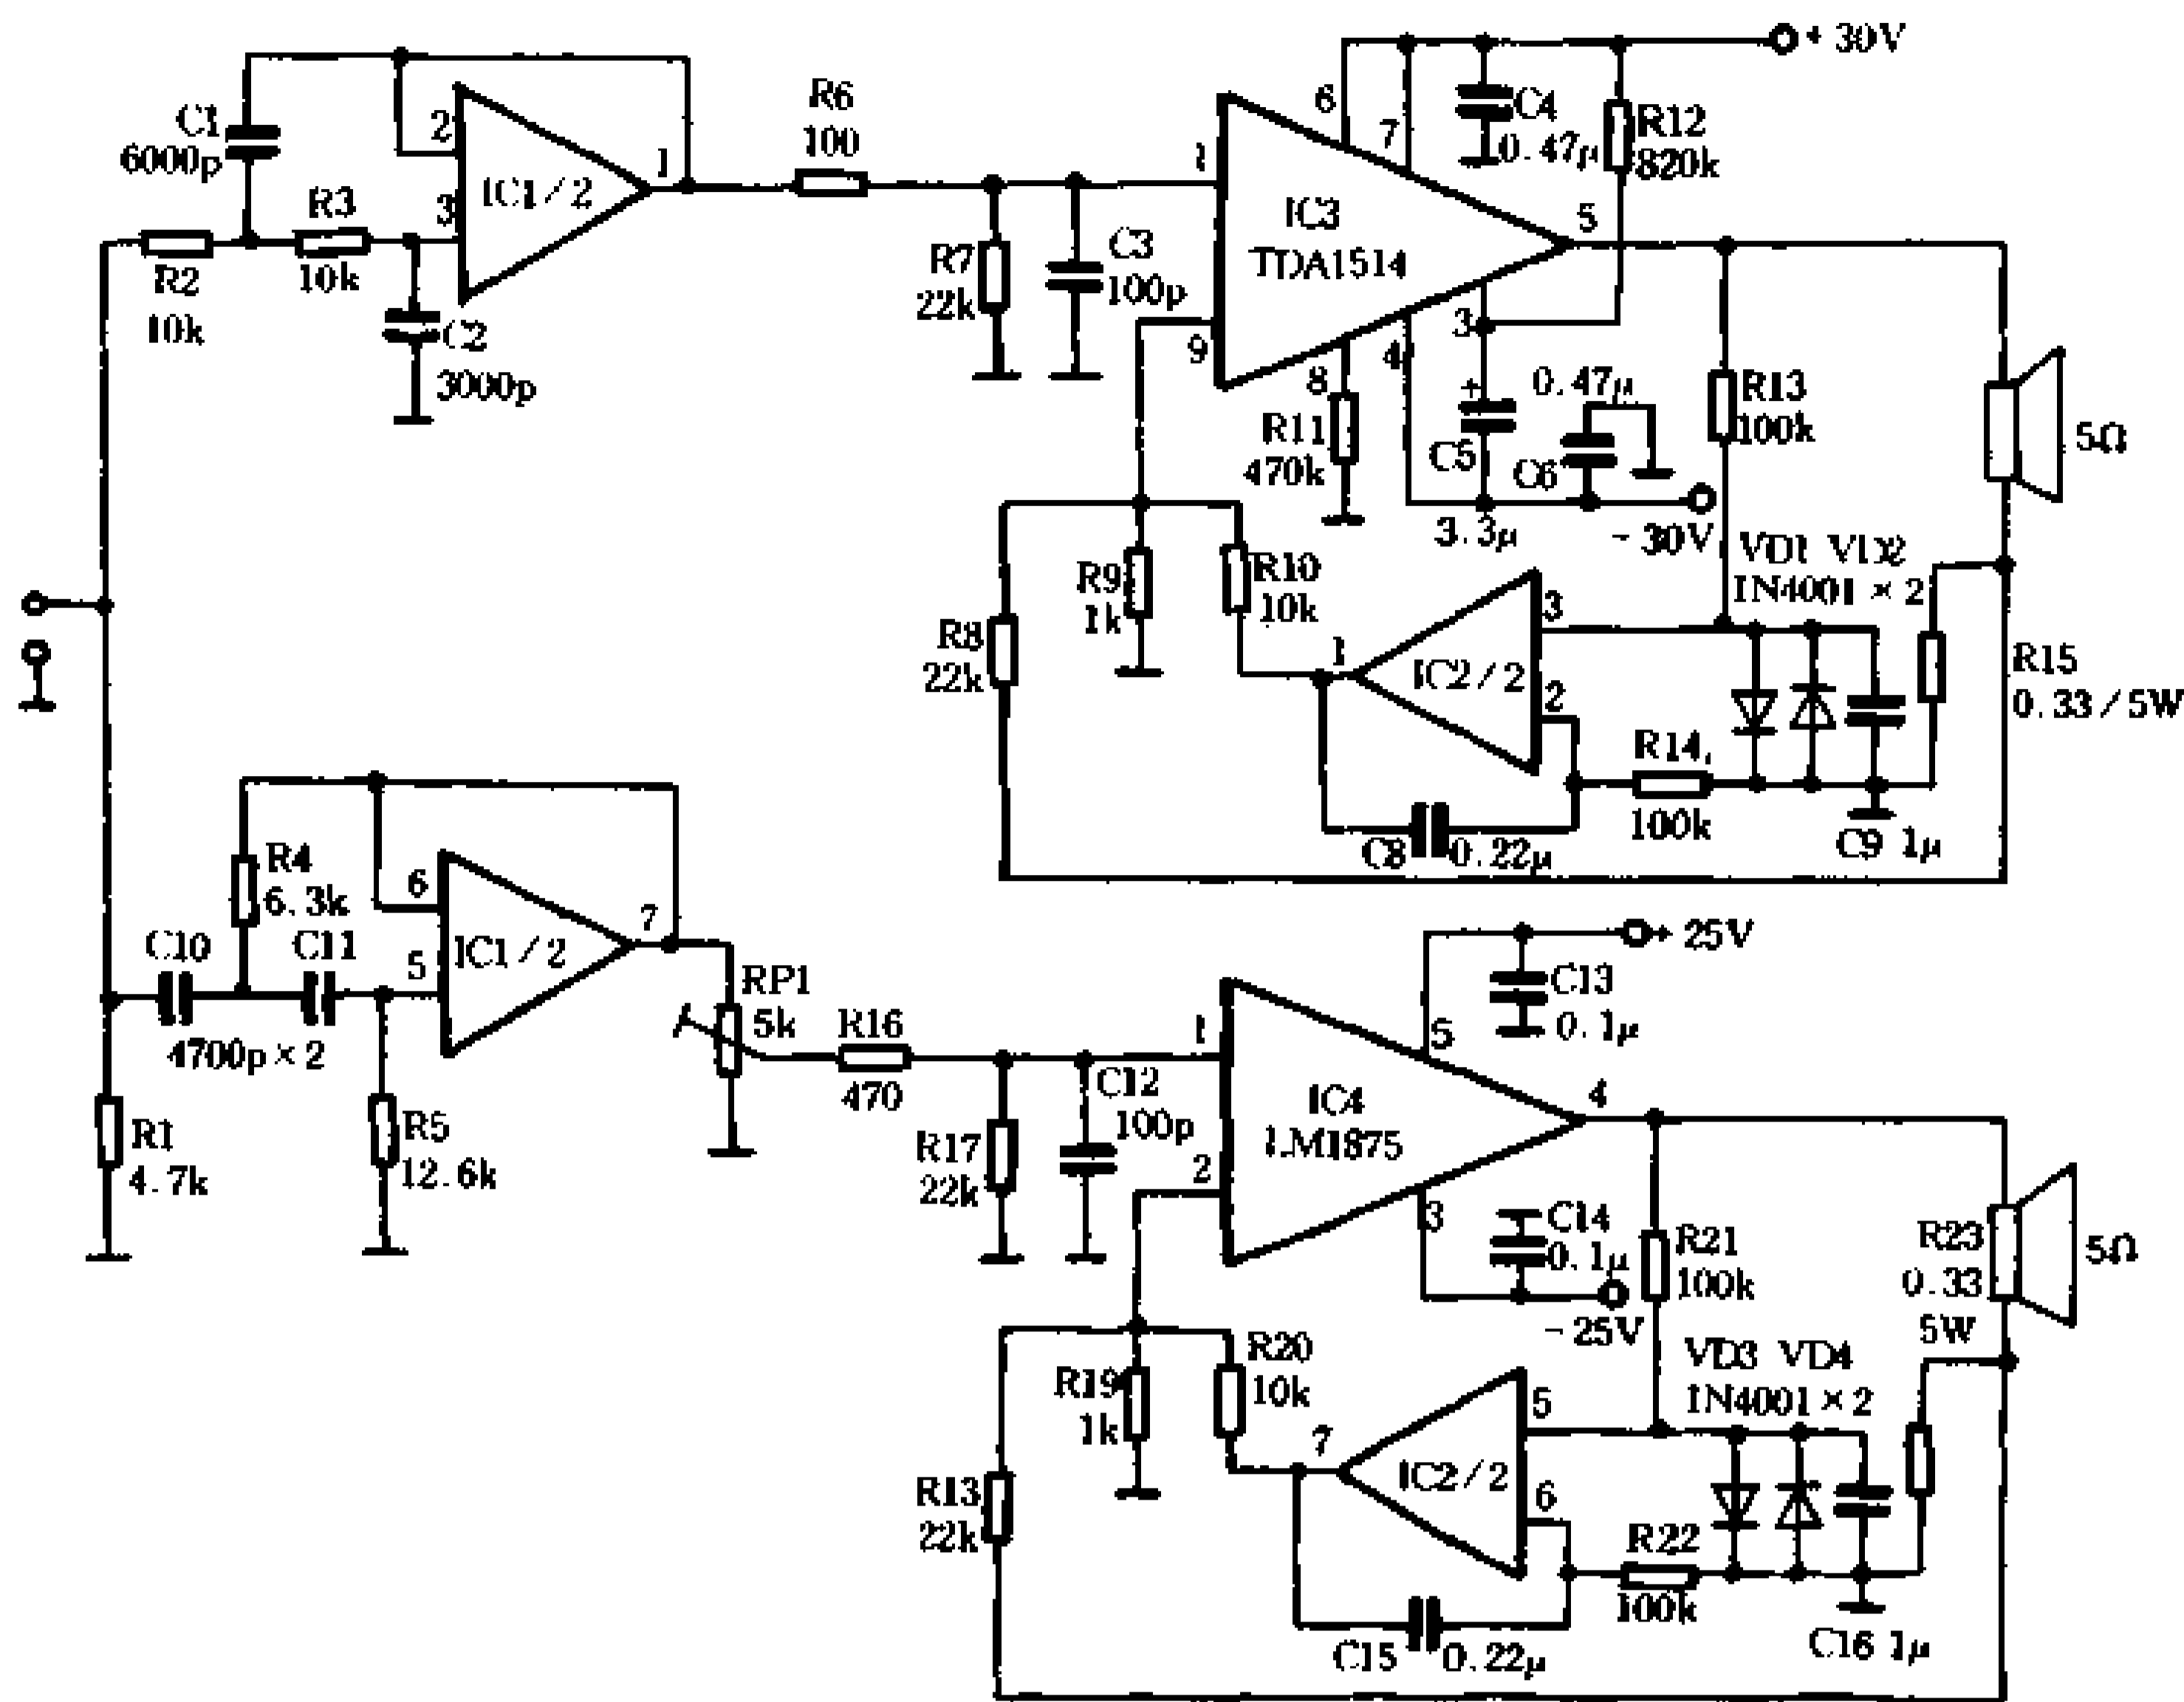 C1
6000p
2
3
1
IC1/2
R2
10k
R3
10k
C2
3000p
R6
100
R7
22k
C3
100p
1
9
IC3
TDA1514
6
7
5
3
4
8
+30V
C4
0.47μ
R12
820k
R11
470k
C5
3.3μ
0.47μ
C6
-30V
R13
100k
5Ω
R8
22k
R9
1k
R10
10k
1
IC2/2
3
2
VD1 VD2
1N4001×2
R15
0.33/5W
R14
100k
C8
0.22μ
C9 1μ
R4
6.3k
C10
C11
4700p×2
6
5
7
IC1/2
R1
4.7k
R5
12.6k
RP1
5k
R16
470
R17
22k
C12
100p
1
2
IC4
LM1875
5
4
3
+25V
C13
0.1μ
C14
0.1μ
-25V
R21
100k
R23
0.33
5W
5Ω
R13
22k
R19
1k
R20
10k
7
IC2/2
5
6
VD3 VD4
1N4001×2
R22
100k
C15
0.22μ
C16 1μ